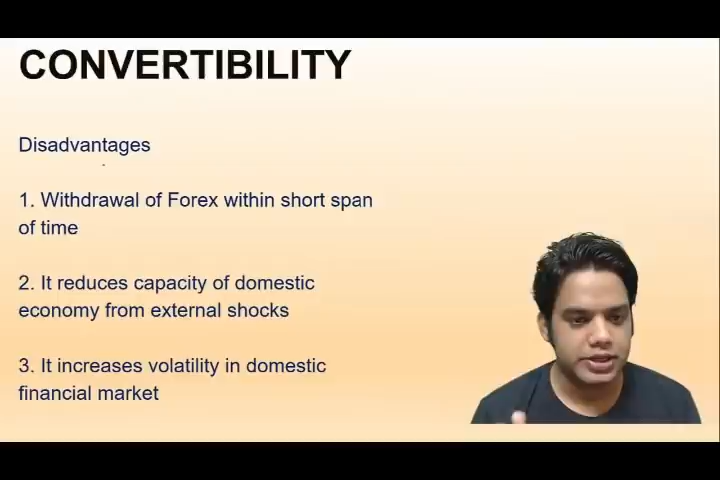 CONVERTIBILITY
Disadvantages
1. Withdrawal of Forex within short span
of time
2. It reduces capacity of domestic
economy from external shocks
3. It increases volatility in domestic
financial market